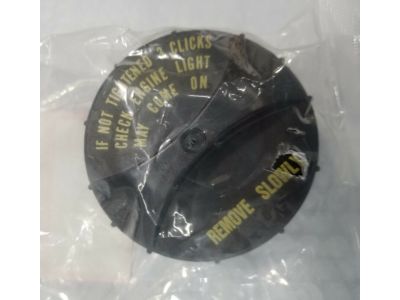 IF NOT TIGHTENED 3 CLICKS
CHECK ENGINE LIGHT
MAY COME ON
REMOVE SLOWLY